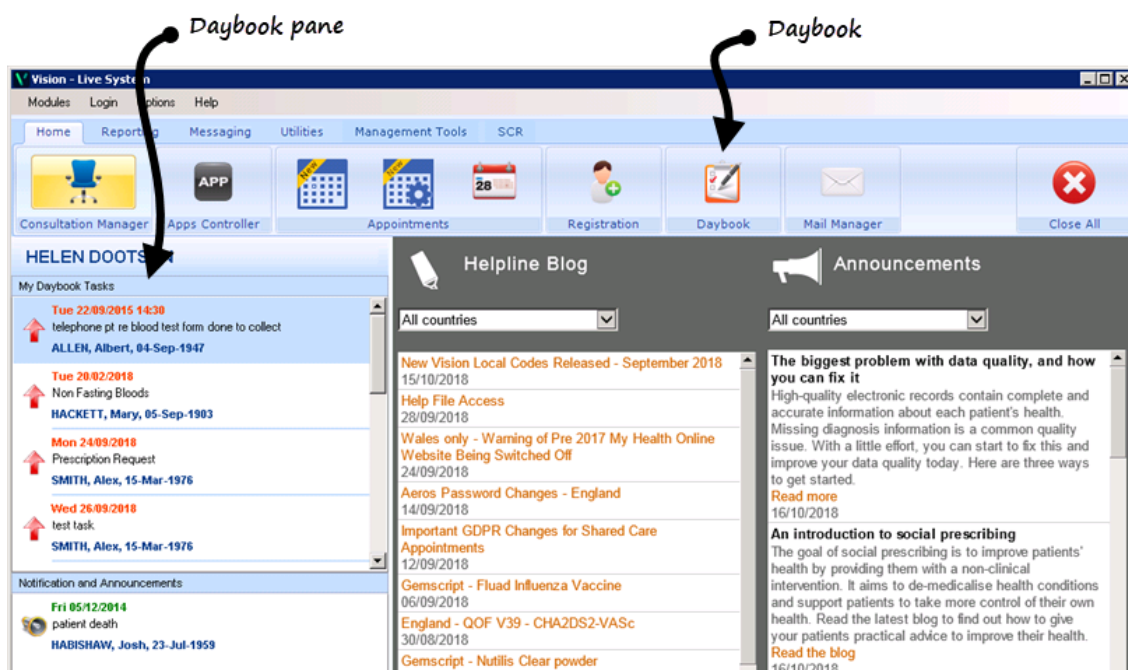 Daybook pane
Daybook
Vision - Live System
Modules Login Options Help
Home Reporting Messaging Utilities Management Tools SCR
New
New
APP
28
Consultation Manager
Apps Controller
Appointments
Registration
Daybook
Mail Manager
Close All
HELEN DOOTSON
My Daybook Tasks
Tue 22/09/2015 14:30
telephone pt re blood test form done to collect
ALLEN, Albert, 04-Sep-1947
Tue 20/02/2018
Non Fasting Bloods
HACKETT, Mary, 05-Sep-1903
Mon 24/09/2018
Prescription Request
SMITH, Alex, 15-Mar-1976
Wed 26/09/2018
test task
SMITH, Alex, 15-Mar-1976
Notification and Announcements
Fri 05/12/2014
patient death
HABISHAW, Josh, 23-Jul-1959
Helpline Blog
All countries
New Vision Local Codes Released - September 2018
15/10/2018
Help File Access
28/09/2018
Wales only - Warning of Pre 2017 My Health Online
Website Being Switched Off
24/09/2018
Aeros Password Changes - England
14/09/2018
Important GDPR Changes for Shared Care
Appointments
12/09/2018
Gemscript - Fluad Influenza Vaccine
06/09/2018
England - QOF V39 - CHA2DS2-VASc
30/08/2018
Gemscript - Nutilis Clear powder
Announcements
All countries
The biggest problem with data quality, and how
you can fix it
High-quality electronic records contain complete and
accurate information about each patient's health.
Missing diagnosis information is a common quality
issue. With a little effort, you can start to fix this and
improve your data quality today. Here are three ways
to get started.
Read more
16/10/2018
An introduction to social prescribing
The goal of social prescribing is to improve patients'
health by providing them with a non-clinical
intervention. It aims to de-medicalise health conditions
and support patients to take more control of their own
health. Read the latest blog to find out how to give
your patients practical advice to improve their health.
Read the blog
16/10/2018